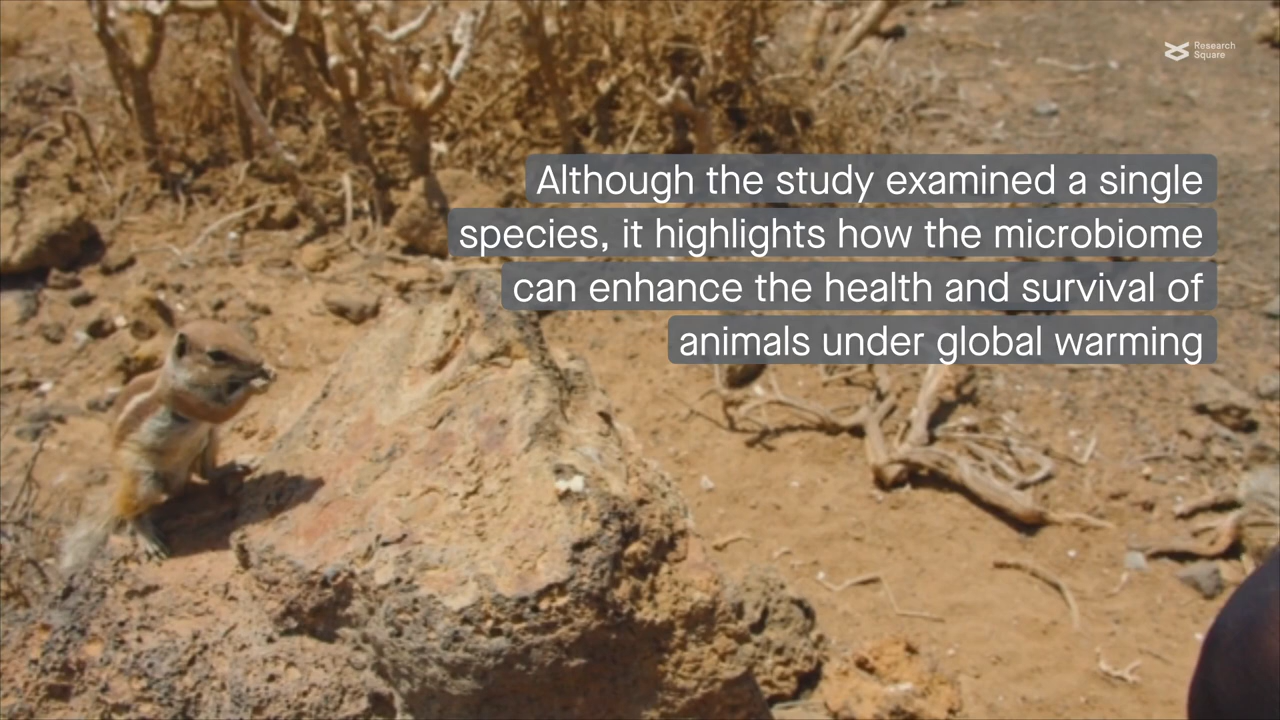 Research
Square
Although the study examined a single
species, it highlights how the microbiome
can enhance the health and survival of
animals under global warming